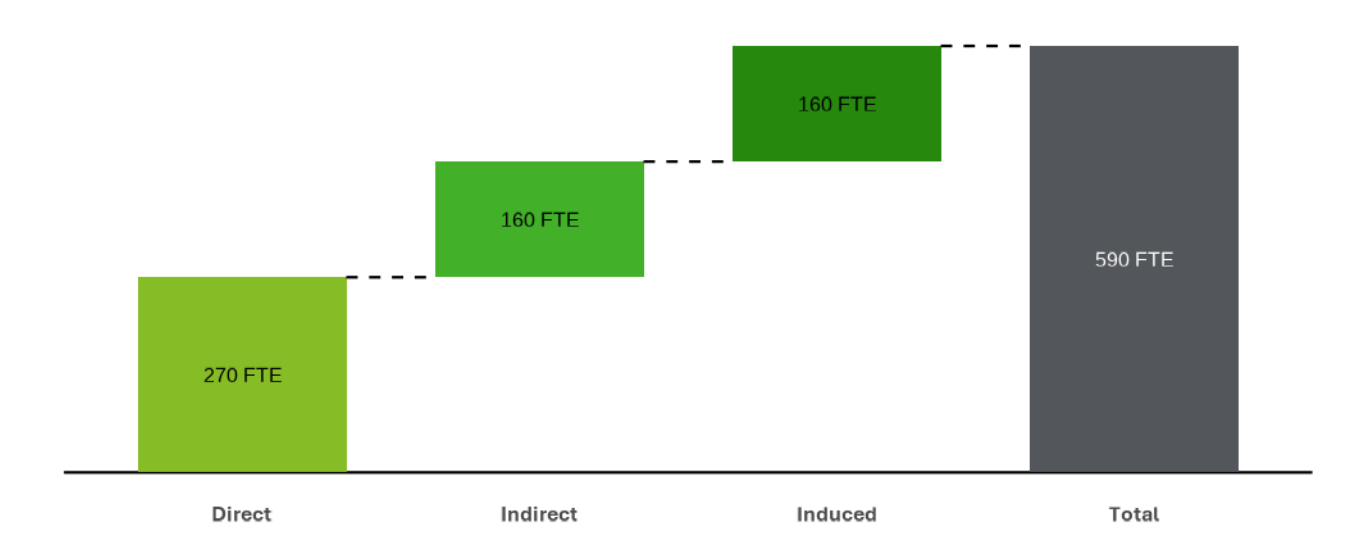 160 FTE
160 FTE
590 FTE
270 FTE
Direct
Indirect
Induced
Total